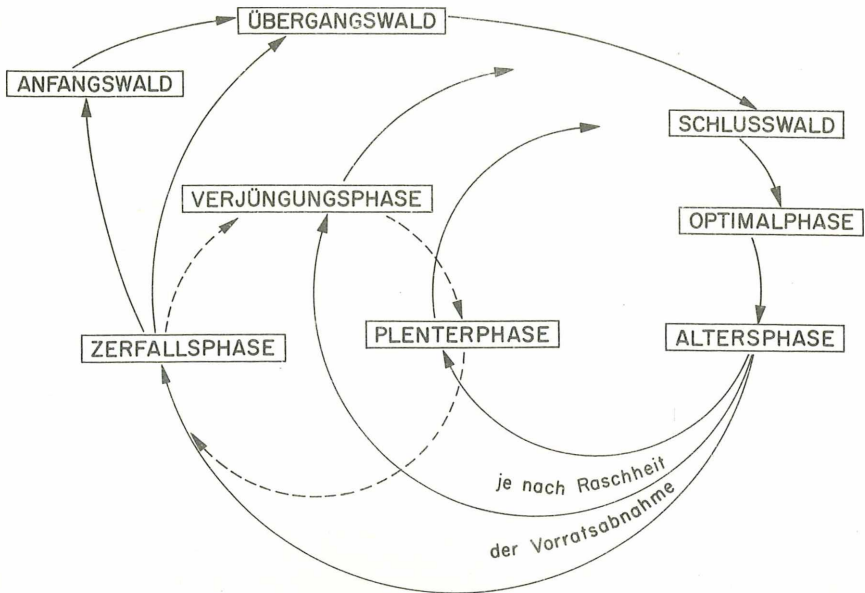 ÜBERGANGSWALD
ANFANGSWALD
SCHLUSSWALD
VERJÜNGUNGSPHASE
OPTIMALPHASE
ZERFALLSPHASE
PLENTERPHASE
ALTERSPHASE
je nach Raschheit
der Vorratsabnahme